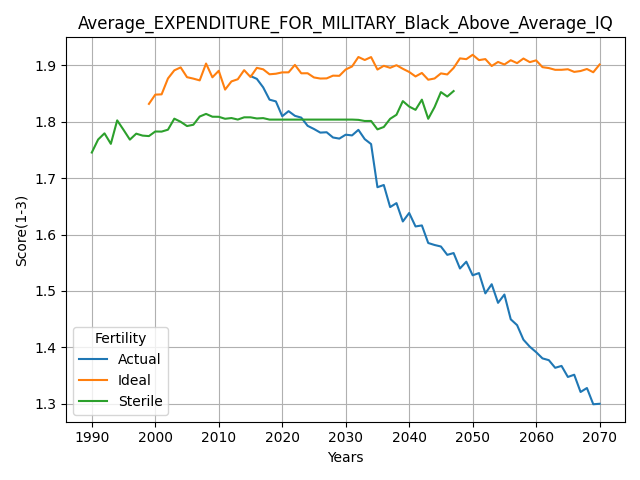 Average_EXPENDITURE_FOR_MILITARY_Black_Above_Average_IQ
Score(1-3)
1.9
1.8
1.7
1.6
1.5
1.4
1.3
Fertility
Actual
Ideal
Sterile
1990 2000 2010 2020 2030 2040 2050 2060 2070
Years